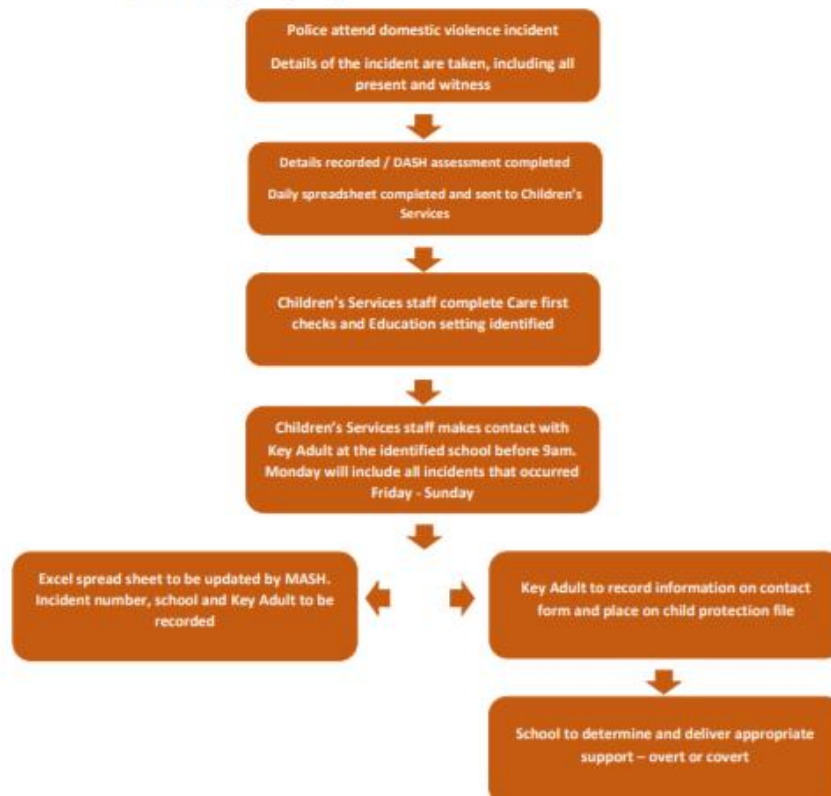 Police attend domestic violence incident
Details of the incident are taken, including all
present and witness
Details recorded / DASH assessment completed
Daily spreadsheet completed and sent to Children's
Services
Children's Services staff complete Care first
checks and Education setting identified
Children's Services staff makes contact with
Key Adult at the identified school before 9am.
Monday will include all incidents that occurred
Friday - Sunday
Excel spread sheet to be updated by MASH.
Incident number, school and Key Adult to be
recorded
Key Adult to record information on contact
form and place on child protection file
School to determine and deliver appropriate
support – overt or covert